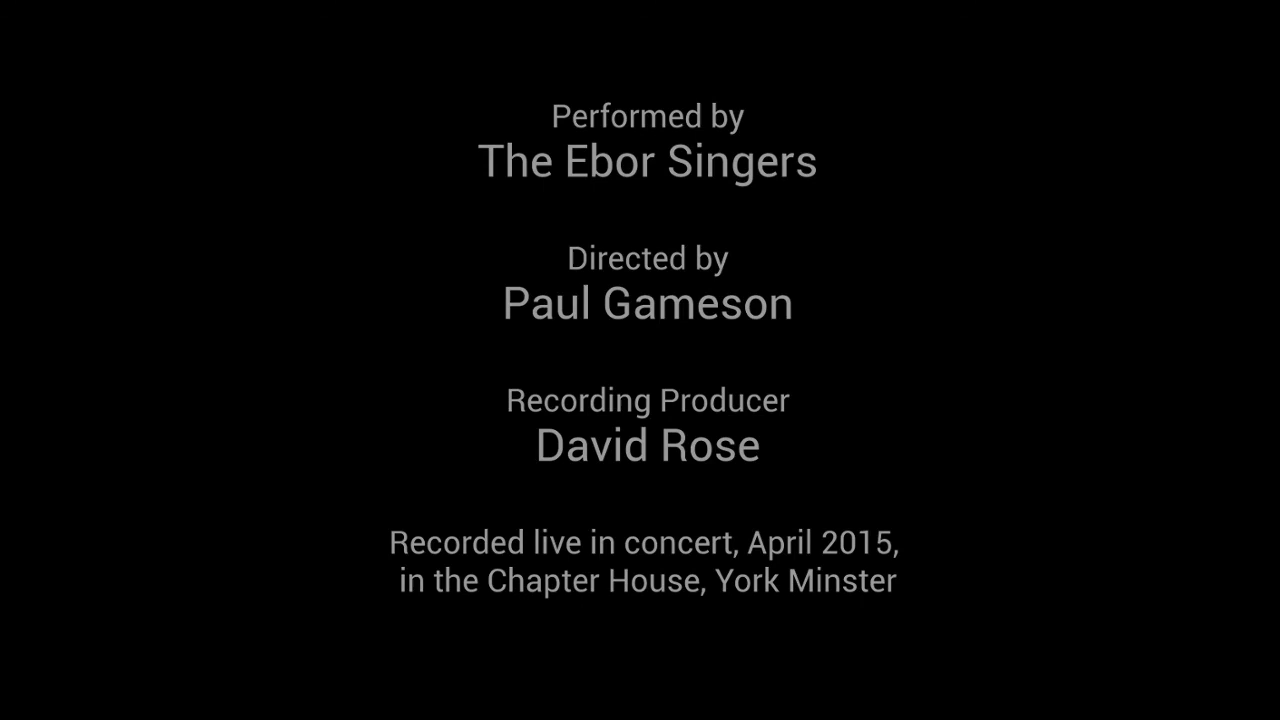 Performed by
The Ebor Singers
Directed by
Paul Gameson
Recording Producer
David Rose
Recorded live in concert, April 2015,
in the Chapter House, York Minster